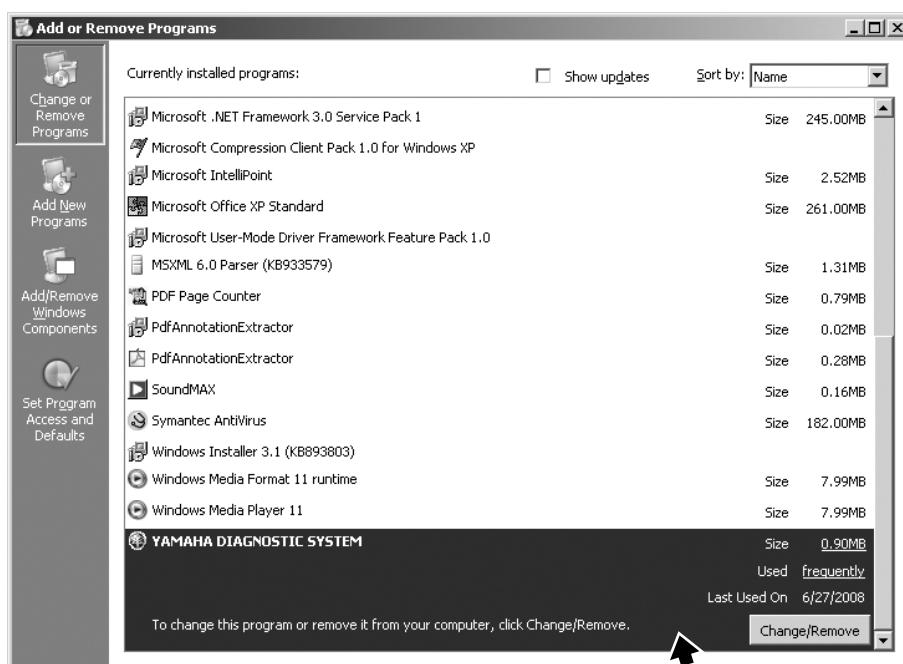 Add or Remove Programs
Change or
Remove
Programs
Add New
Programs
Add/Remove
Windows
Components
Set Program
Access and
Defaults
Currently installed programs:
Show updates
Sort by: Name
Microsoft .NET Framework 3.0 Service Pack 1 Size 245.00MB
Microsoft Compression Client Pack 1.0 for Windows XP
Microsoft IntelliPoint Size 2.52MB
Microsoft Office XP Standard Size 261.00MB
Microsoft User-Mode Driver Framework Feature Pack 1.0
MSXML 6.0 Parser (KB933579) Size 1.31MB
PDF Page Counter Size 0.79MB
PdfAnnotationExtractor Size 0.02MB
PdfAnnotationExtractor Size 0.28MB
SoundMAX Size 0.16MB
Symantec AntiVirus Size 182.00MB
Windows Installer 3.1 (KB893803)
Windows Media Format 11 runtime Size 7.99MB
Windows Media Player 11 Size 7.99MB
YAMAHA DIAGNOSTIC SYSTEM Size 0.90MB
Used frequently
Last Used On 6/27/2008
To change this program or remove it from your computer, click Change/Remove. Change/Remove